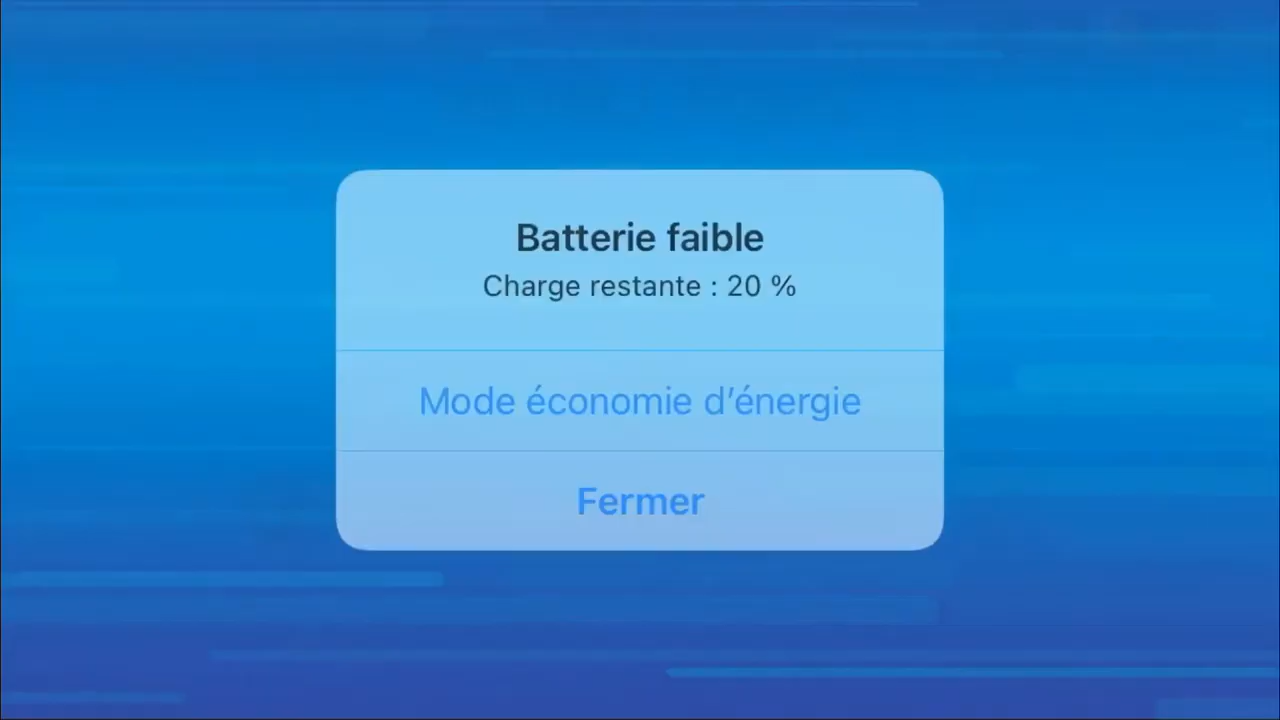 Batterie faible
Charge restante : 20 %
Mode économie d’énergie
Fermer